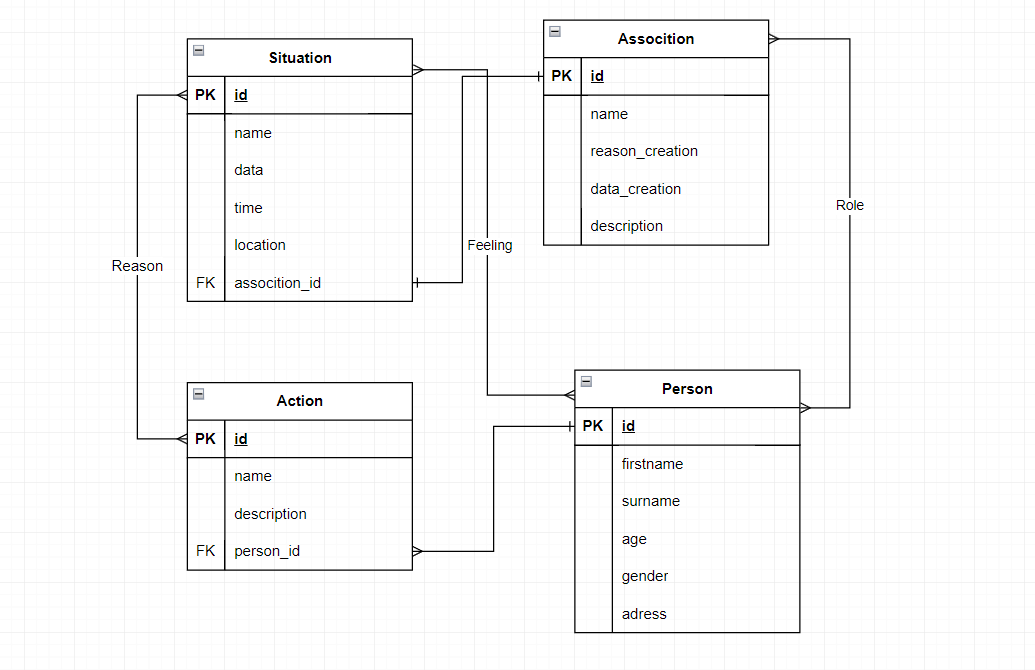 Situation
PK id
name
data
time
location
FK assocition_id
Assocition
PK id
name
reason_creation
data_creation
description
Reason
Feeling
Role
Action
PK id
name
description
FK person_id
Person
PK id
firstname
surname
age
gender
adress